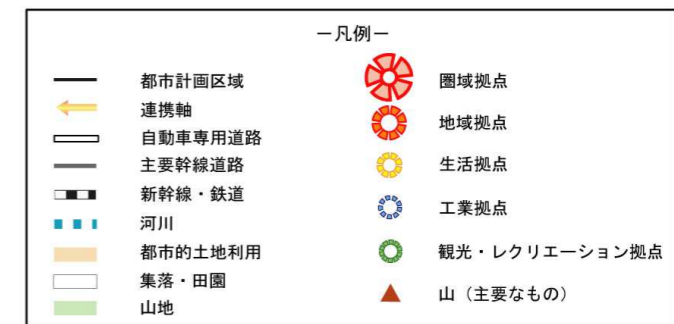 －凡例－
都市計画区域
連携軸
自動車専用道路
主要幹線道路
新幹線・鉄道
河川
都市的土地利用
集落・田園
山地
圏域拠点
地域拠点
生活拠点
工業拠点
観光・レクリエーション拠点
山（主要なもの）